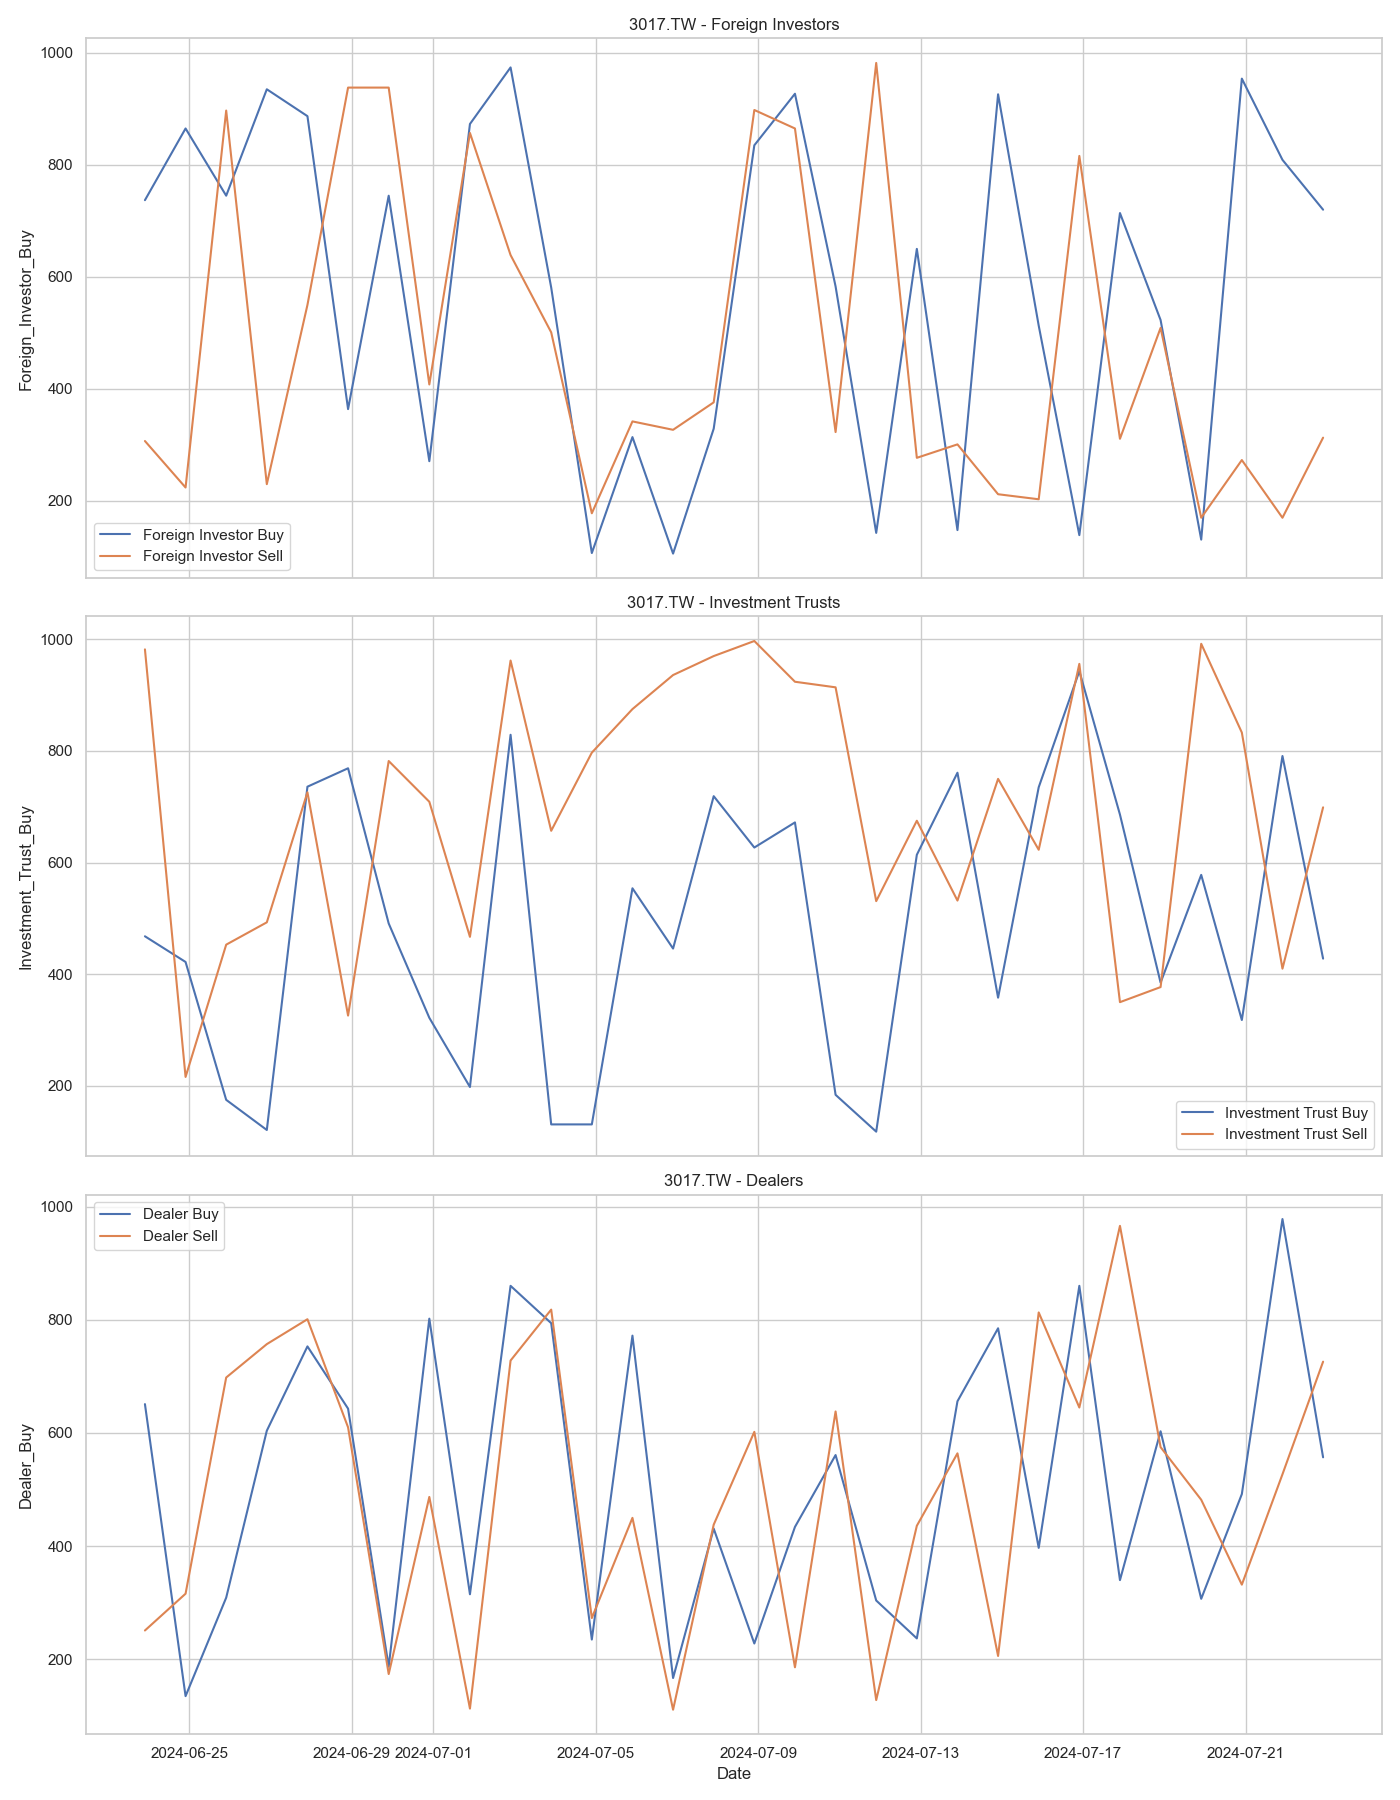 3017.TW - Foreign Investors
1000
800
600
400
200
Foreign_Investor_Buy
Foreign Investor Buy
Foreign Investor Sell
3017.TW - Investment Trusts
1000
800
600
400
200
Investment_Trust_Buy
Investment Trust Buy
Investment Trust Sell
3017.TW - Dealers
1000
800
600
400
200
Dealer_Buy
Dealer Buy
Dealer Sell
2024-06-25 2024-06-29 2024-07-01 2024-07-05 2024-07-09 2024-07-13 2024-07-17 2024-07-21
Date